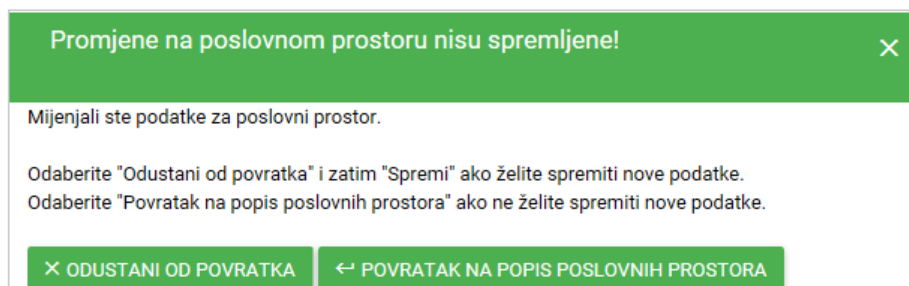 Promjene na poslovnom prostoru nisu spremljene!
Mijenjali ste podatke za poslovni prostor.
Odaberite "Odustani od povratka" i zatim "Spremi" ako želite spremiti nove podatke.
Odaberite "Povratak na popis poslovnih prostora" ako ne želite spremiti nove podatke.
ODUSTANI OD POVRATKA
POVRATAK NA POPIS POSLOVNIH PROSTORA